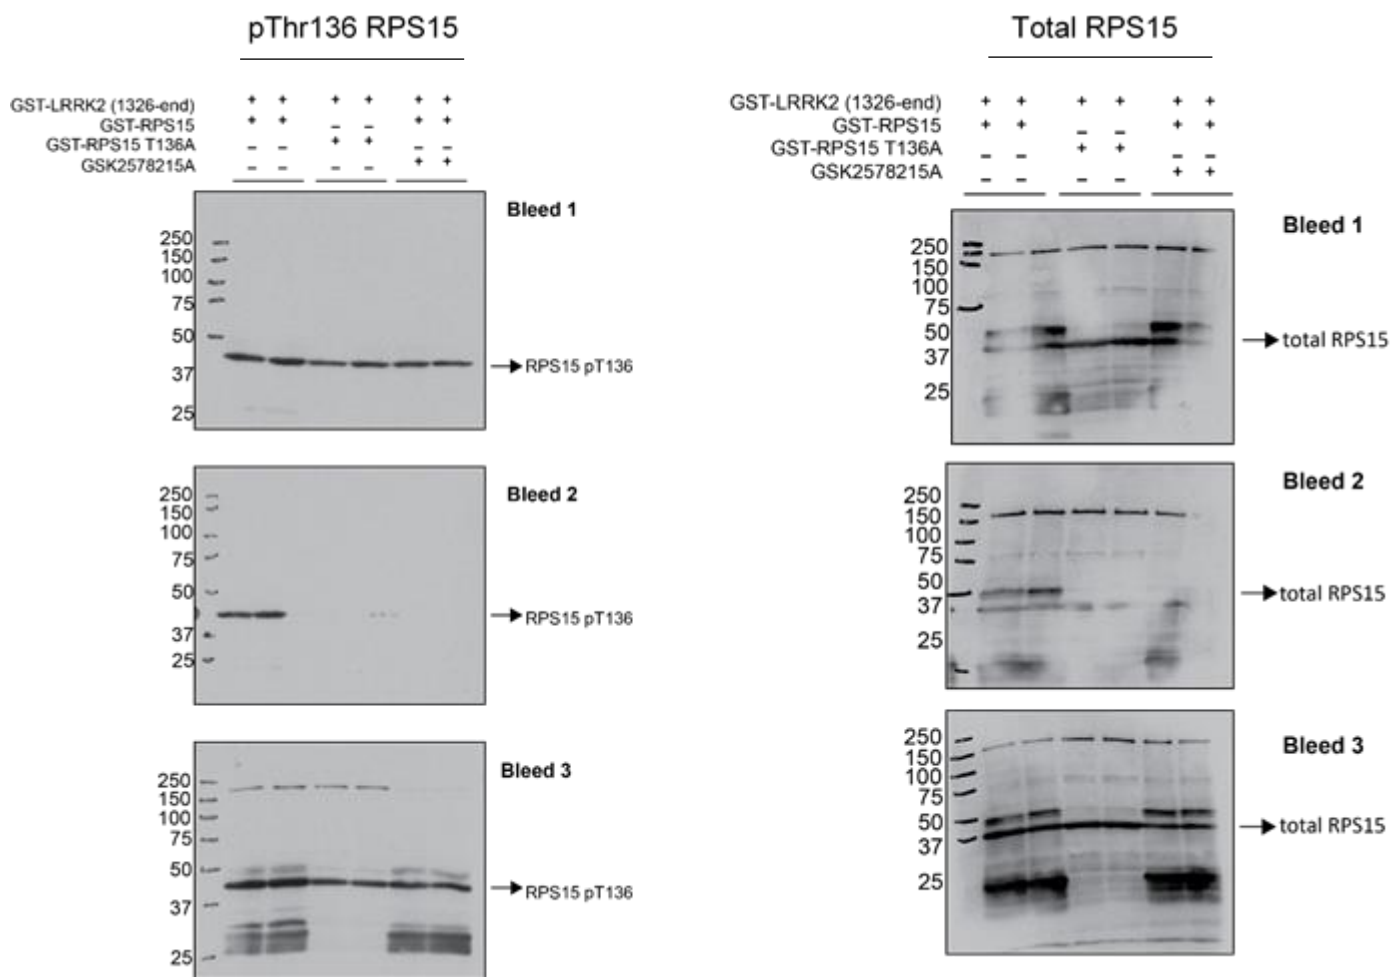 pThr136 RPS15
GST-LRRK2 (1326-end) + + + + + +
GST-RPS15 + + – – + +
GST-RPS15 T136A – – + + – –
GSK2578215A – – – – + +
Bleed 1
250
150
100
75
50
37
25
RPS15 pT136
Bleed 2
250
150
100
75
50
37
25
RPS15 pT136
Bleed 3
250
150
100
75
50
37
25
RPS15 pT136
Total RPS15
GST-LRRK2 (1326-end) + + + + + +
GST-RPS15 + + – – + +
GST-RPS15 T136A – – + + – –
GSK2578215A – – – – + +
Bleed 1
250
150
100
75
50
37
25
total RPS15
Bleed 2
250
150
100
75
50
37
25
total RPS15
Bleed 3
250
150
100
75
50
37
25
total RPS15